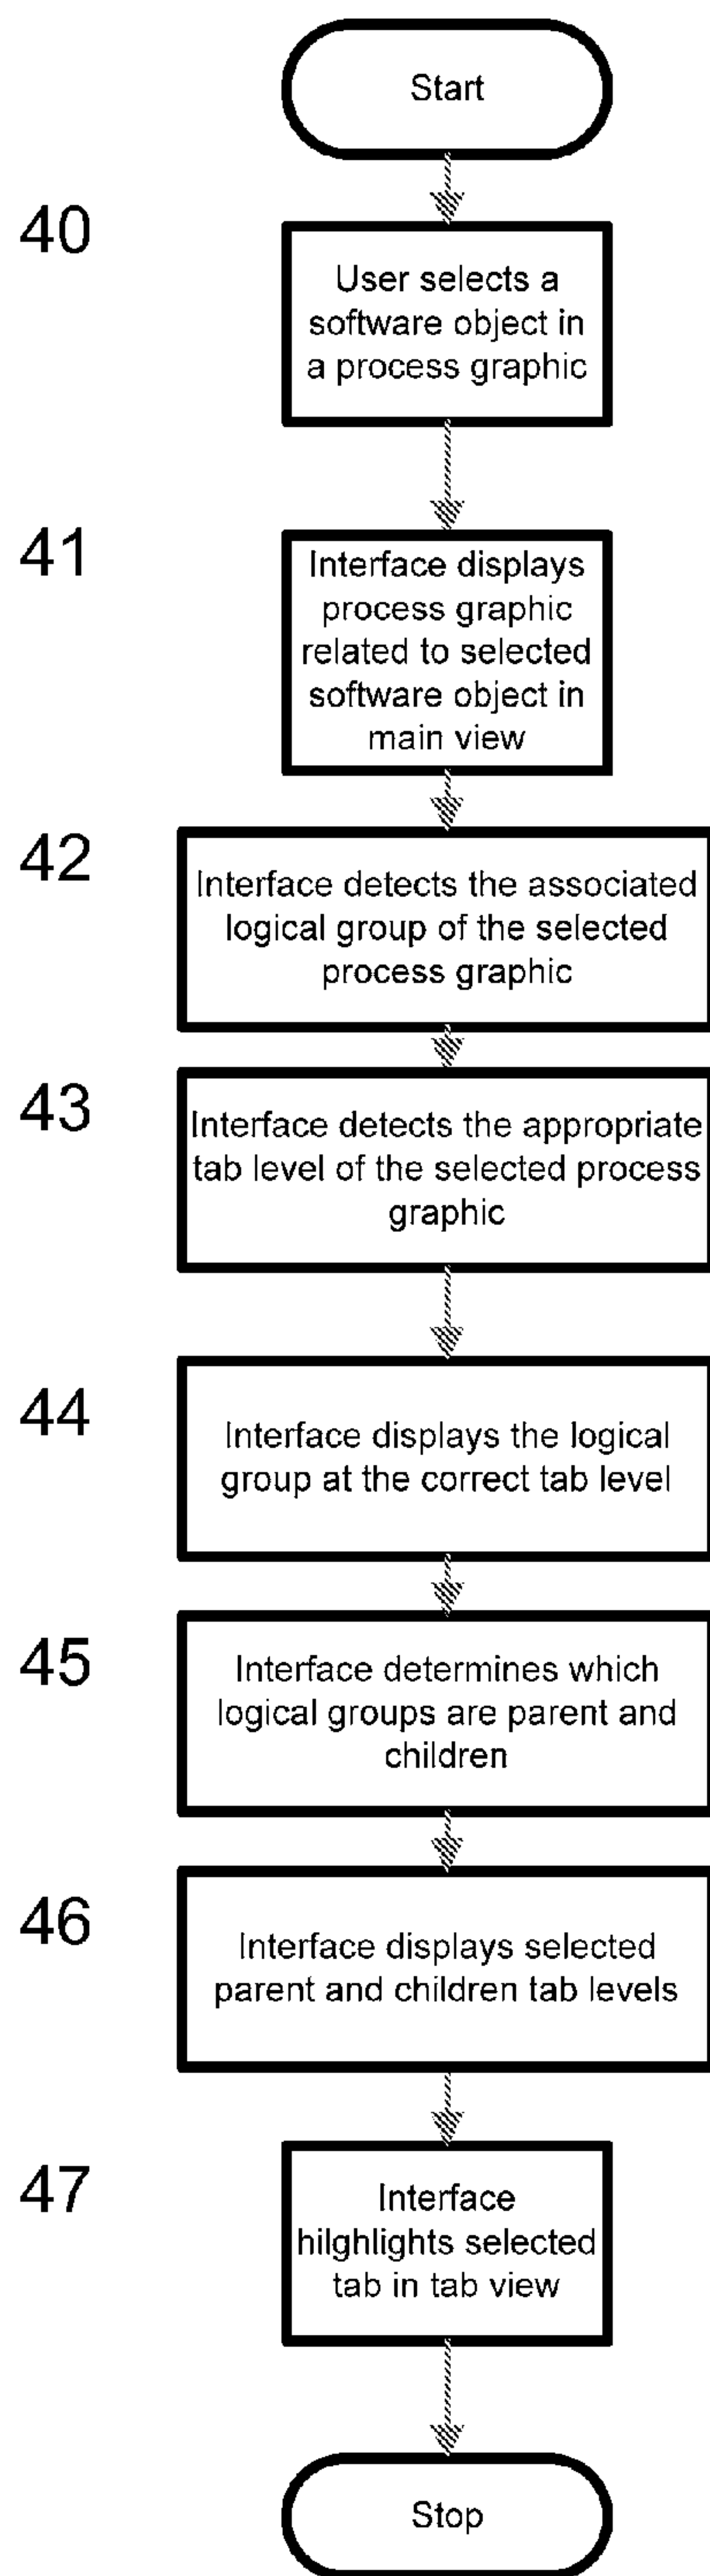 Start
40
User selects a
software object in
a process graphic
41
Interface displays
process graphic
related to selected
software object in
main view
42
Interface detects the associated
logical group of the selected
process graphic
43
Interface detects the appropriate
tab level of the selected process
graphic
44
Interface displays the logical
group at the correct tab level
45
Interface determines which
logical groups are parent and
children
46
Interface displays selected
parent and children tab levels
47
Interface
hilghlights selected
tab in tab view
Stop